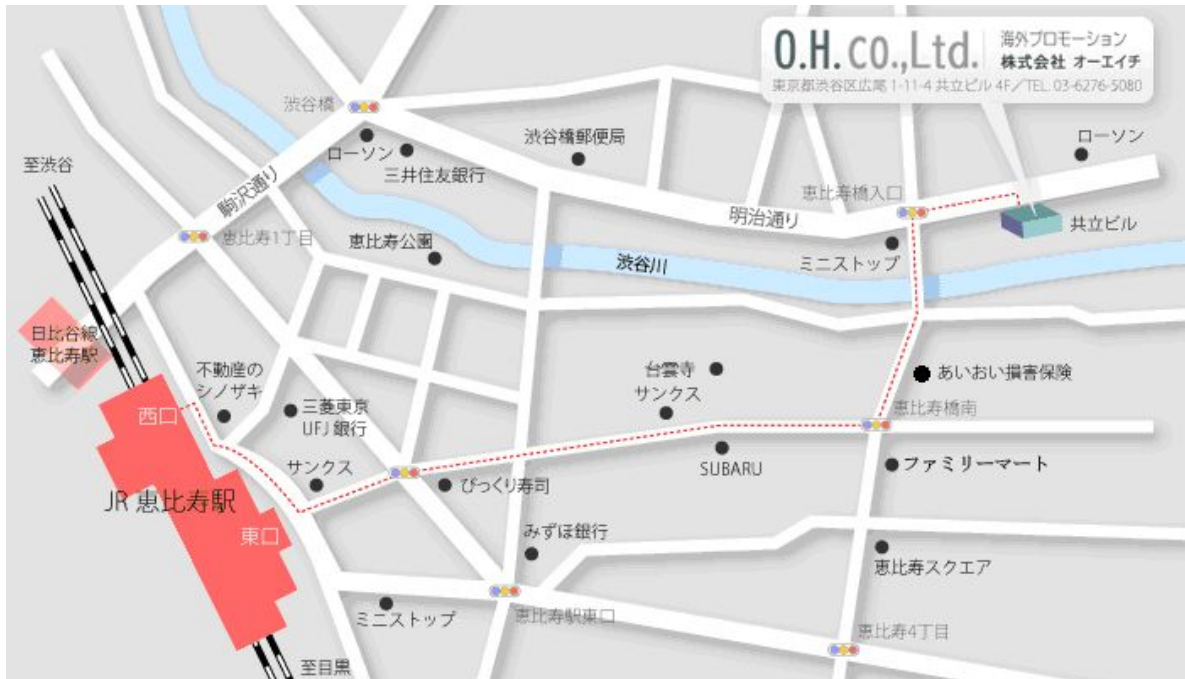 O.H. co.,Ltd.
海外プロモーション
株式会社 オーエイチ
東京都渋谷区広尾 1-11-4 共立ビル 4F／TEL. 03-6276-5080
渋谷橋
ローソン
三井住友銀行
渋谷橋郵便局
ローソン
至渋谷
駒沢通り
恵比寿橋入口
明治通り
共立ビル
恵比寿1丁目
恵比寿公園
渋谷川
ミニストップ
日比谷線
恵比寿駅
不動産の
シノザキ
台雲寺
サンクス
あいおい損害保険
西口
三菱東京
UFJ 銀行
恵比寿橋南
サンクス
SUBARU
ファミリーマート
JR 恵比寿駅
びっくり寿司
東口
みずほ銀行
恵比寿スクエア
ミニストップ
恵比寿駅東口
恵比寿4丁目
至目黒